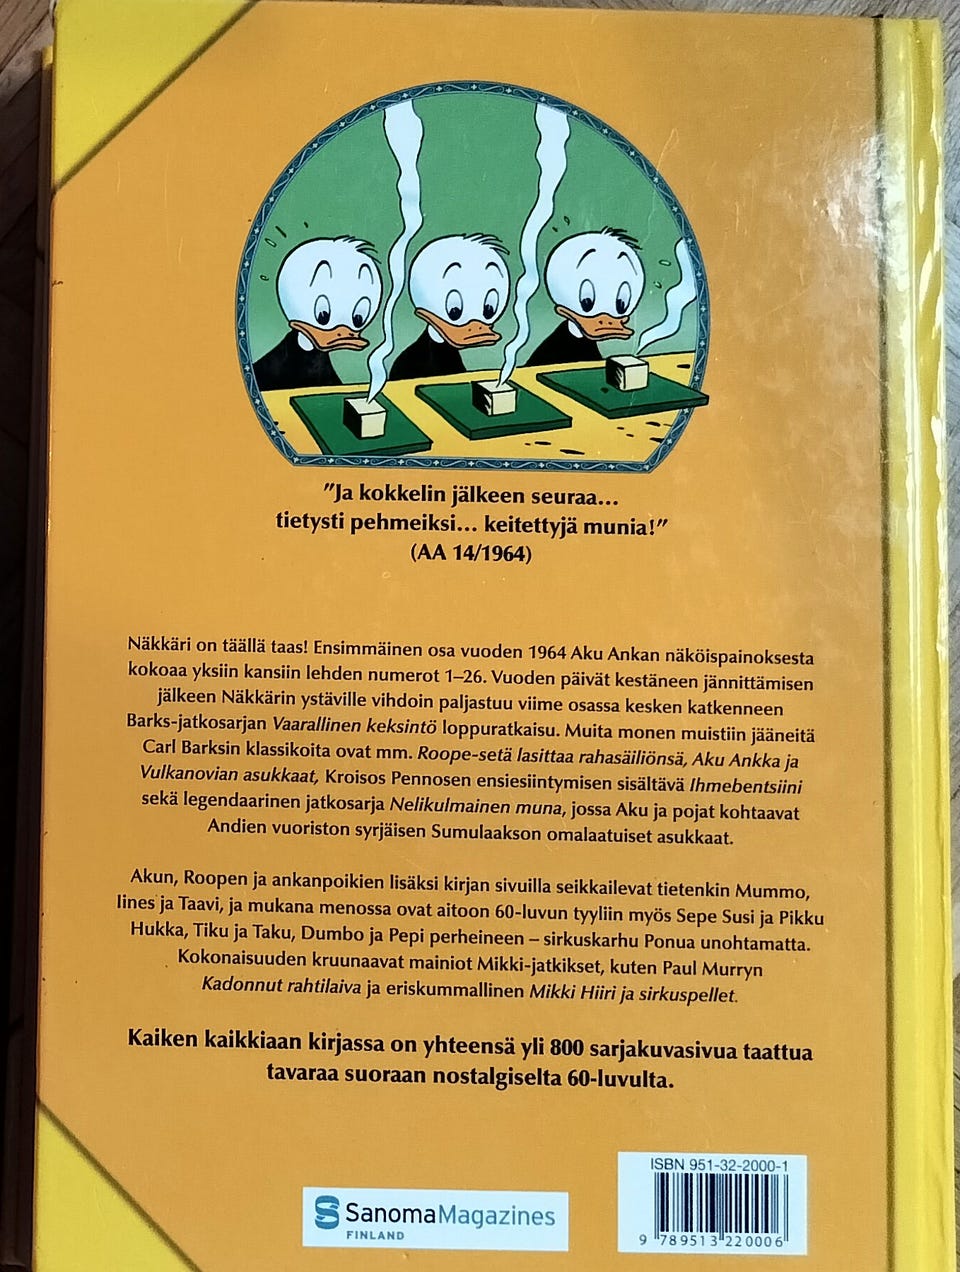 ”Ja kokkelin jälkeen seuraa...
tietysti pehmeiksi... keitettyjä munia!”
(AA 14/1964)
Näkkäri on täällä taas! Ensimmäinen osa vuoden 1964 Aku Ankan näköispainoksesta
kokoaa yksiin kansiin lehden numerot 1–26. Vuoden päivät kestäneen jännittämisen
jälkeen Näkkärin ystäville vihdoin paljastuu viime osassa kesken katkenneen
Barks-jatkosarjan Vaarallinen keksintö loppuratkaisu. Muita monen muistiin jääneitä
Carl Barksin klassikoita ovat mm. Roope-setä lasittaa rahasäiliönsä, Aku Ankka ja
Vulkanovian asukkaat, Kroisos Pennosen ensiesiintymisen sisältävä Ihmebentsiini
sekä legendaarinen jatkosarja Nelikulmainen muna, jossa Aku ja pojat kohtaavat
Andien vuoriston syrjäisen Sumulaakson omalaatuiset asukkaat.
Akun, Roopen ja ankanpoikien lisäksi kirjan sivuilla seikkailevat tietenkin Mummo,
Iines ja Taavi, ja mukana menossa ovat aitoon 60-luvun tyyliin myös Sepe Susi ja Pikku
Hukka, Tiku ja Taku, Dumbo ja Pepi perheineen – sirkuskarhu Ponua unohtamatta.
Kokonaisuuden kruunaavat mainiot Mikki-jatkikset, kuten Paul Murryn
Kadonnut rahtilaiva ja eriskummallinen Mikki Hiiri ja sirkuspellet.
Kaiken kaikkiaan kirjassa on yhteensä yli 800 sarjakuvasivua taattua
tavaraa suoraan nostalgiselta 60-luvulta.
ISBN 951-32-2000-1
9 789513 220006
SanomaMagazines
FINLAND